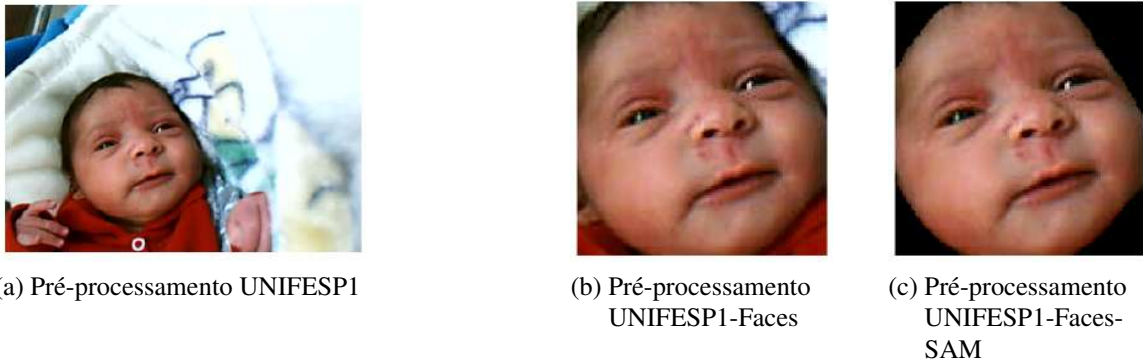 (a) Pré-processamento UNIFESP1
(b) Pré-processamento
UNIFESP1-Faces
(c) Pré-processamento
UNIFESP1-Faces-
SAM